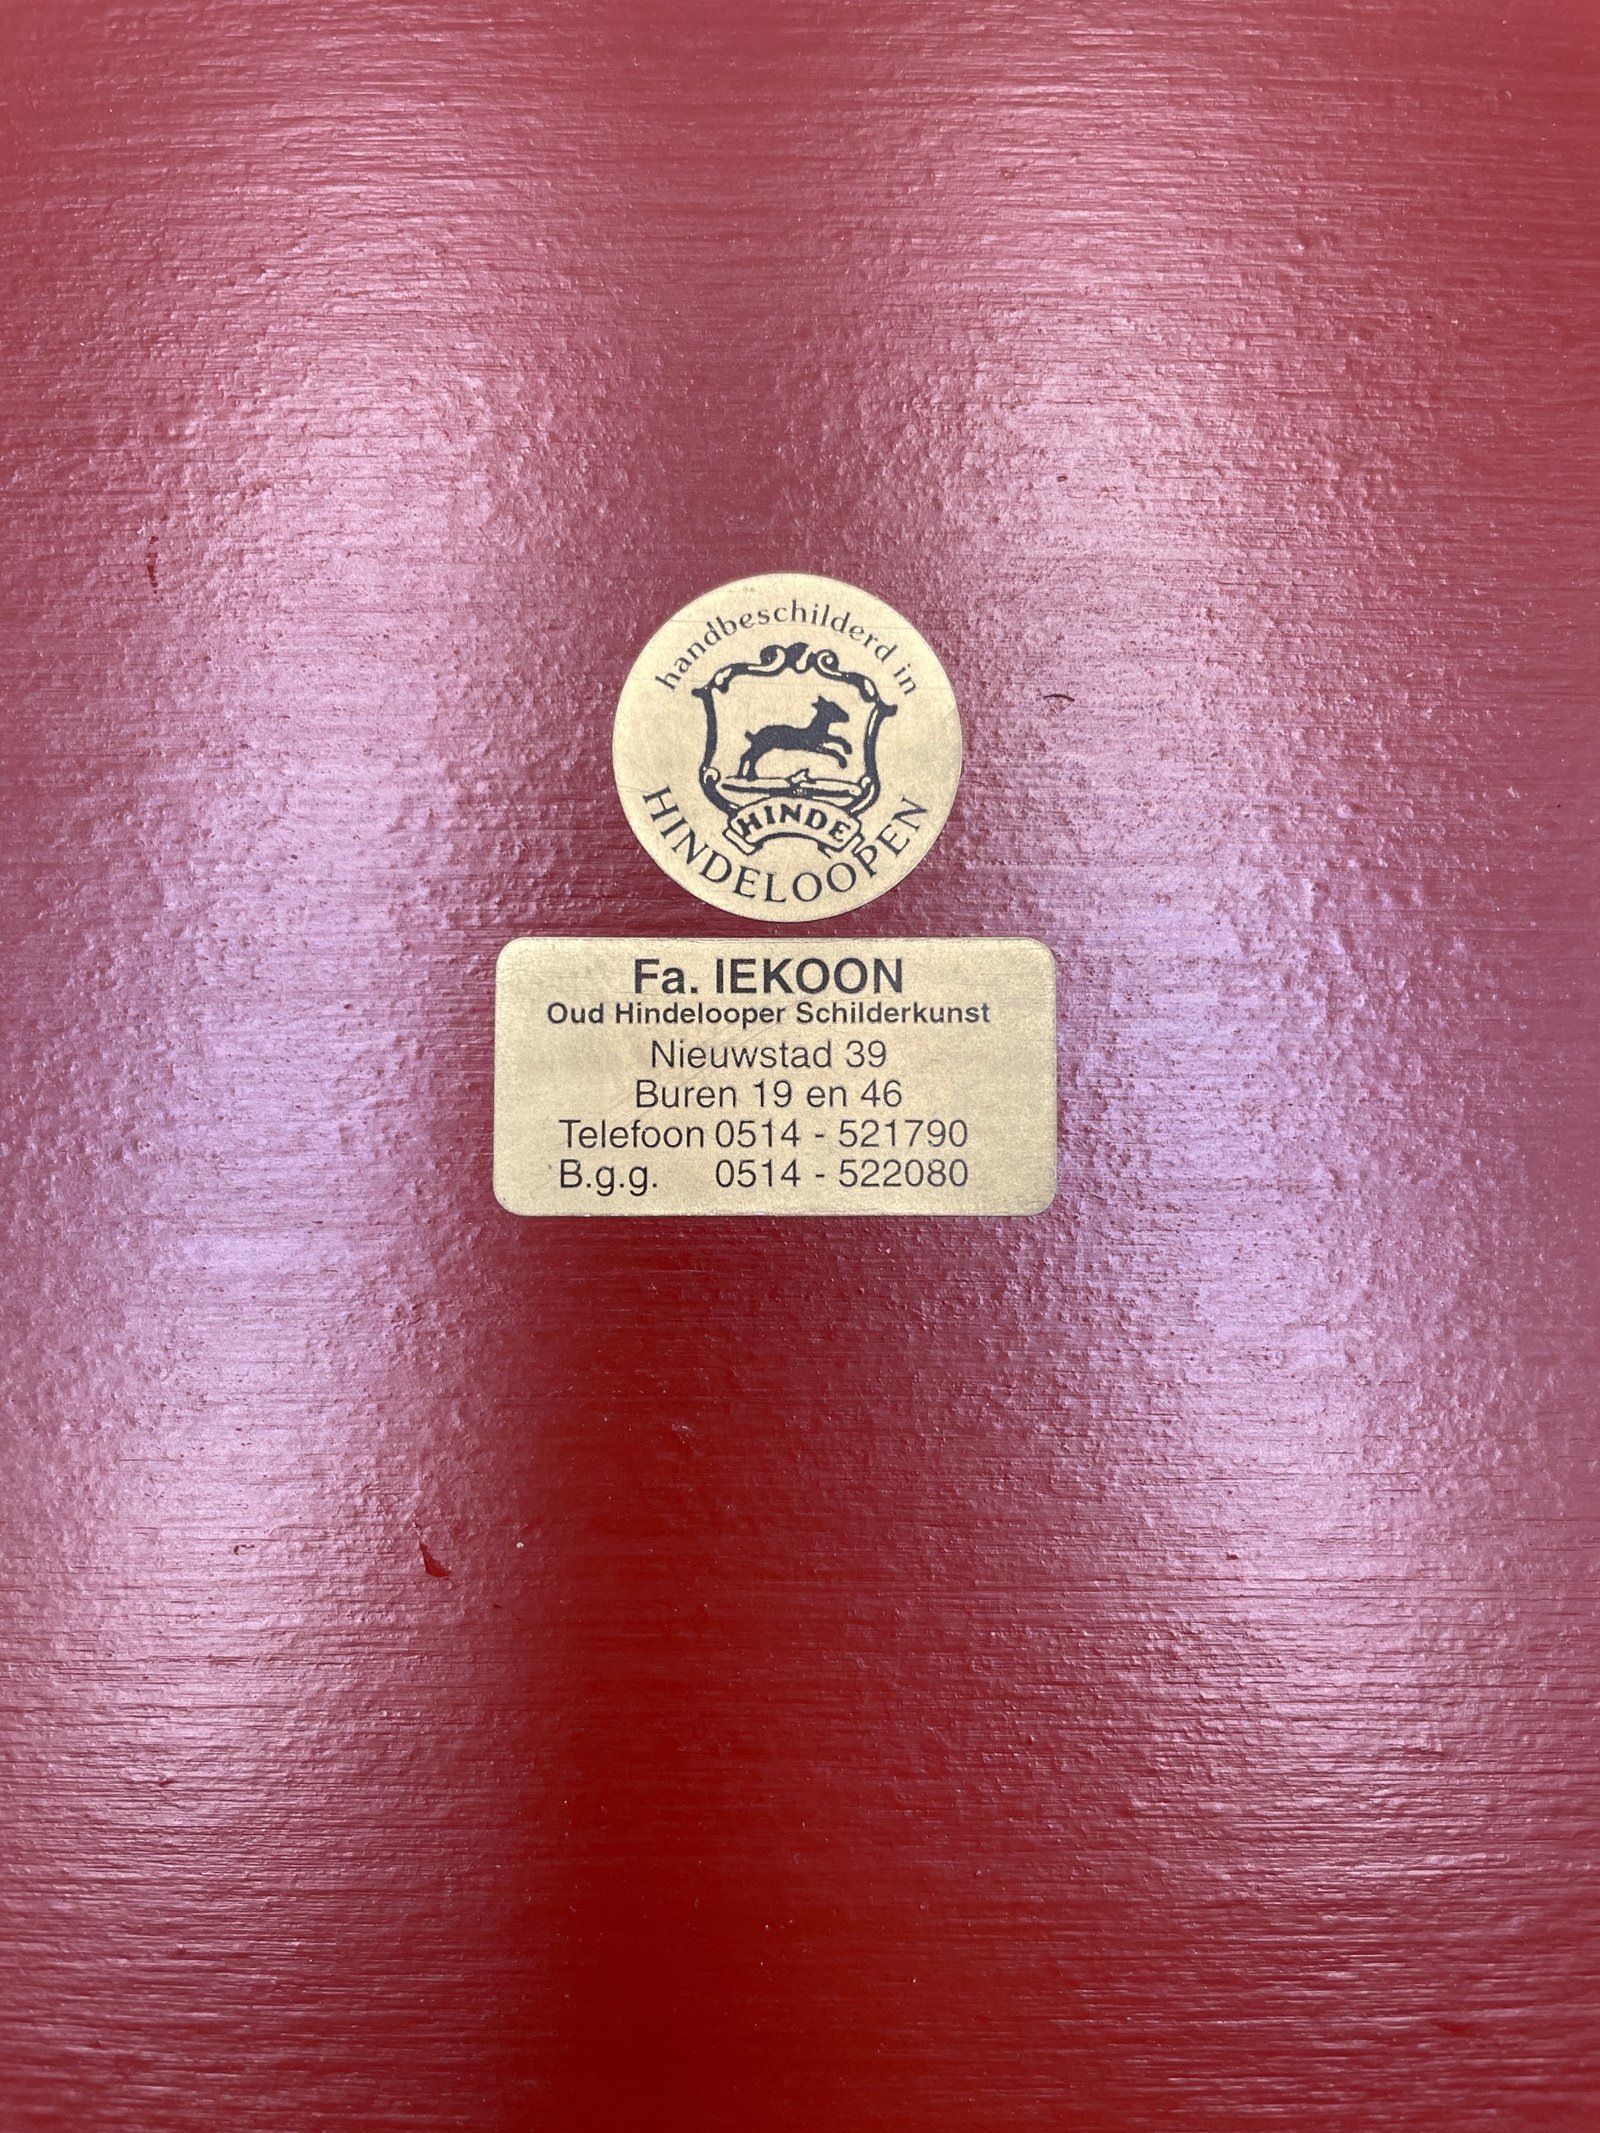 handbeschilderd in
HINDE
HINDELOOPEN
Fa. IEKOON
Oud Hindelooper Schilderkunst
Nieuwstad 39
Buren 19 en 46
Telefoon 0514 - 521790
B.g.g. 0514 - 522080